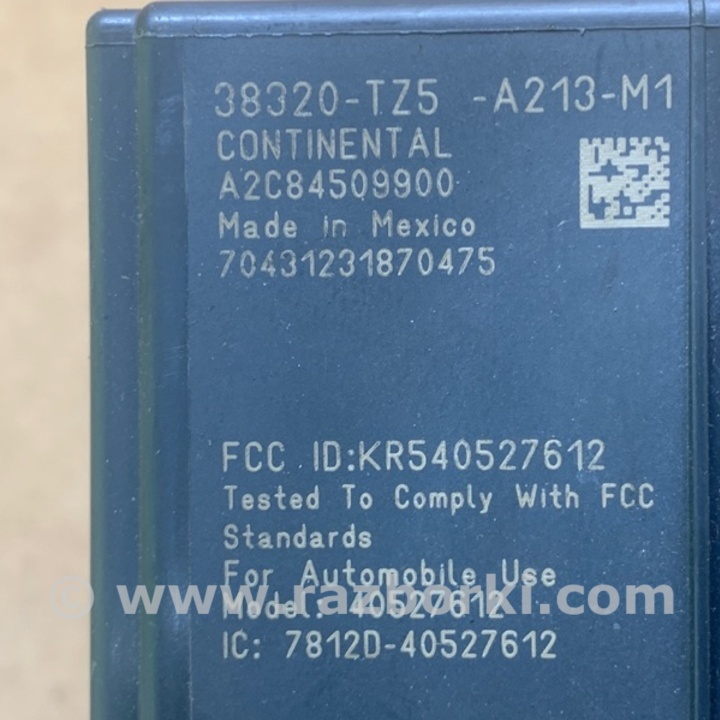 38320-TZ5 -A213-M1
CONTINENTAL
A2C84509900
Made in Mexico
70431231870475
FCC ID:KR540527612
Tested To Comply With FCC
Standards
For Automobile Use
© www.razborki.com
Model: 40527612
IC: 7812D-40527612